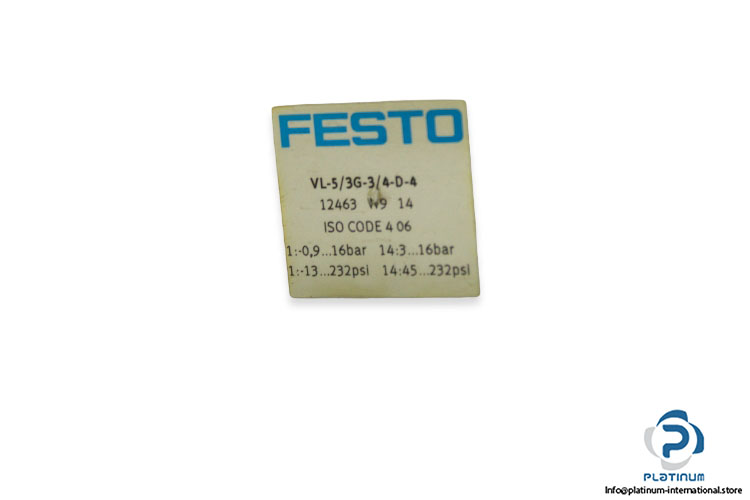 FESTO
VL-5/3G-3/4-D-4
12463 W9 14
ISO CODE 4 06
1:-0,9...16bar 14:3...16bar
1:-13...232psi 14:45...232psi
PLATINUM
Info@platinum-international.store